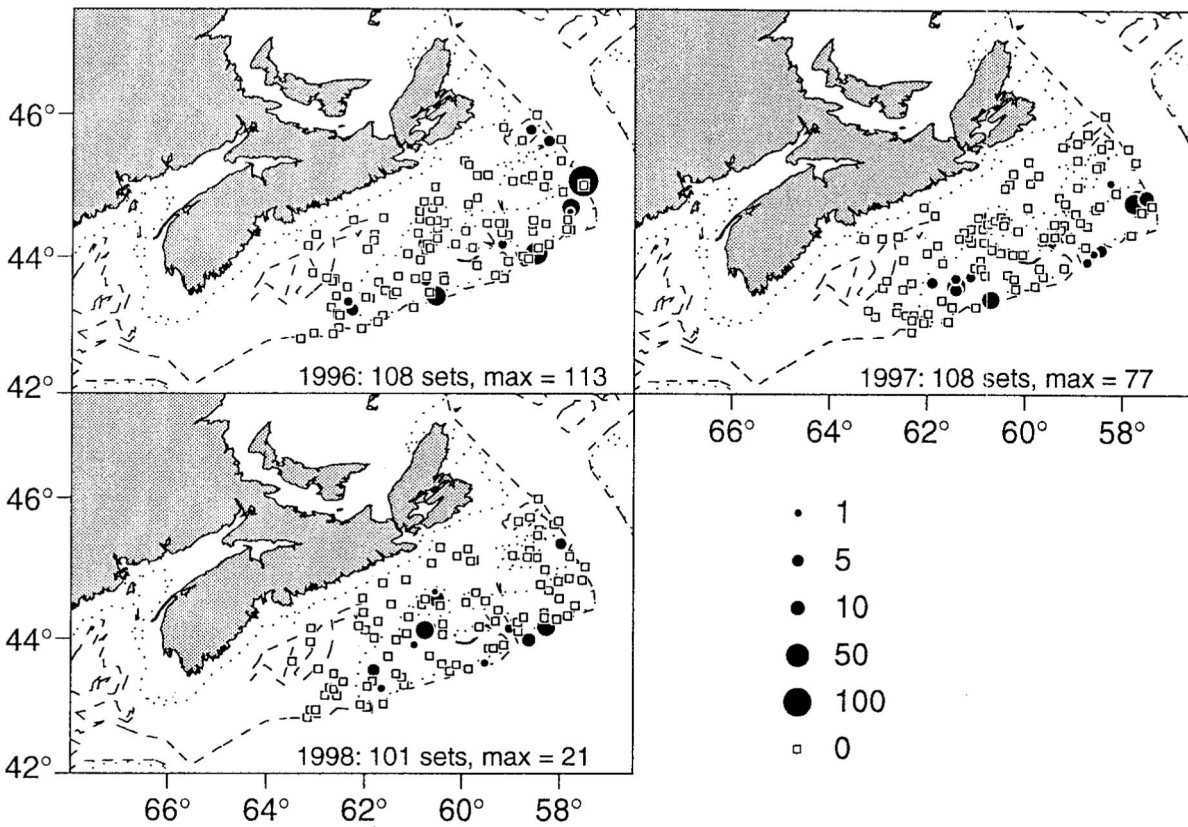 46°
44°
42°
1996: 108 sets, max = 113
1997: 108 sets, max = 77
66° 64° 62° 60° 58°
46°
44°
42°
1998: 101 sets, max = 21
66° 64° 62° 60° 58°
1
5
10
50
100
0